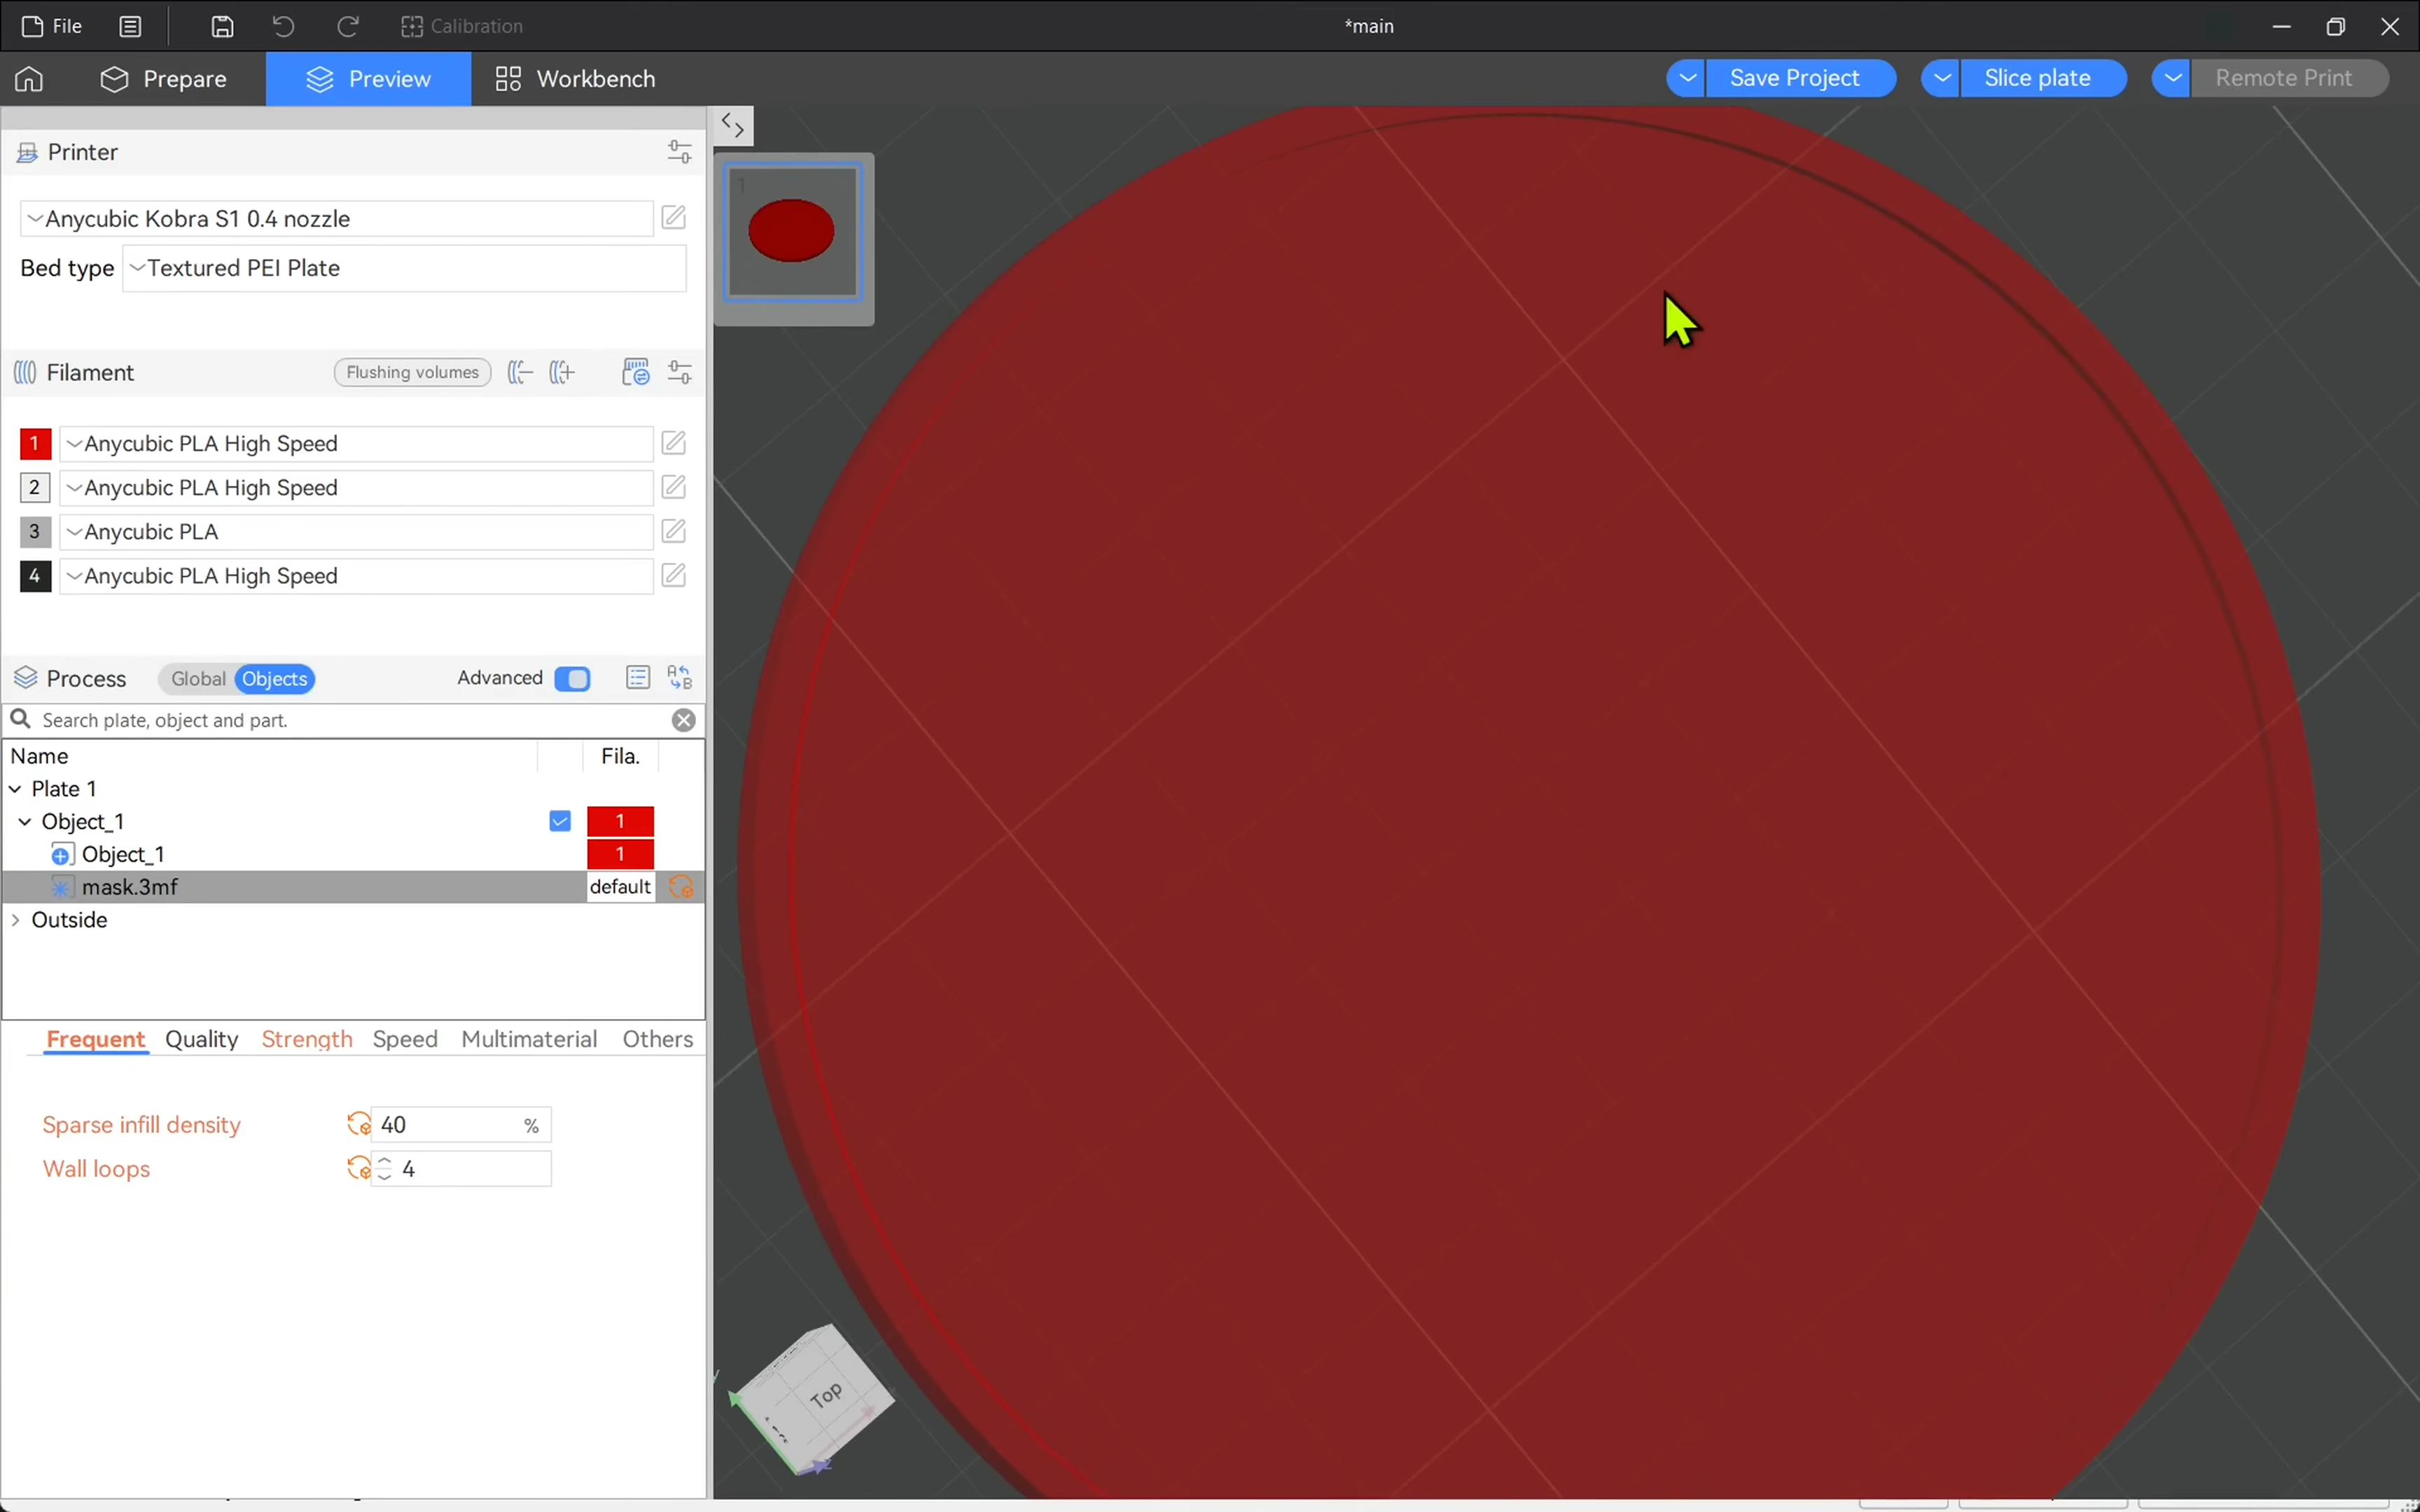 File
Calibration
*main
Prepare
Preview
Workbench
Save Project
Slice plate
Remote Print
Printer
Anycubic Kobra S1 0.4 nozzle
Bed type
Textured PEI Plate
1
Filament
Flushing volumes
1 Anycubic PLA High Speed
2 Anycubic PLA High Speed
3 Anycubic PLA
4 Anycubic PLA High Speed
Process
Global
Objects
Advanced
Search plate, object and part.
Name
Fila.
Plate 1
Object_1 1
Object_1 1
mask.3mf default
Outside
Frequent Quality Strength Speed Multimaterial Others
Sparse infill density 40 %
Wall loops 4
Top